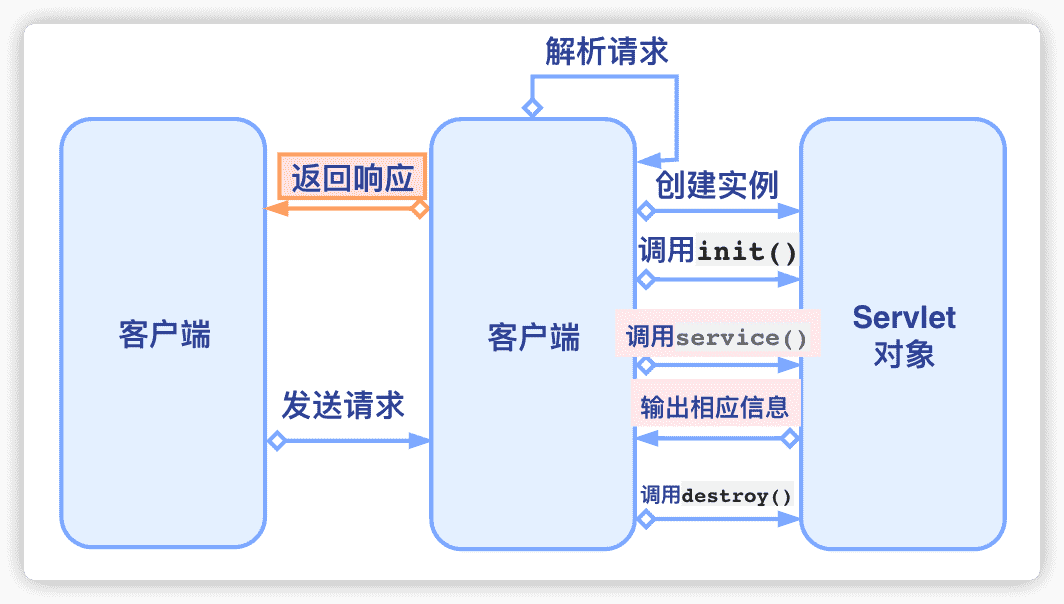 解析请求
返回响应
创建实例
调用init()
客户端
客户端
调用service()
Servlet
对象
发送请求
输出相应信息
调用destroy()